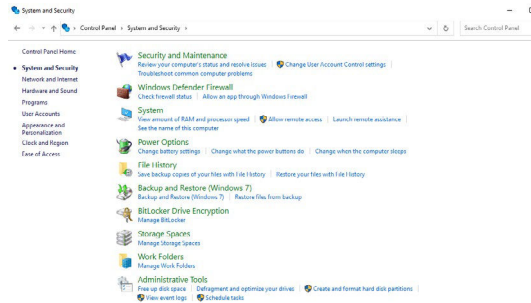 System and Security
Control Panel > System and Security >
Search Control Panel
Control Panel Home
System and Security
Network and Internet
Hardware and Sound
Programs
User Accounts
Appearance and
Personalization
Clock and Region
Ease of Access
Security and Maintenance
Review your computer's status and resolve issues | Change User Account Control settings |
Troubleshoot common computer problems
Windows Defender Firewall
Check firewall status | Allow an app through Windows Firewall
System
View amount of RAM and processor speed | Allow remote access | Launch remote assistance |
See the name of this computer
Power Options
Change battery settings | Change what the power buttons do | Change when the computer sleeps
File History
Save backup copies of your files with File History | Restore your files with File History
Backup and Restore (Windows 7)
Backup and Restore (Windows 7) | Restore files from backup
BitLocker Drive Encryption
Manage BitLocker
Storage Spaces
Manage Storage Spaces
Work Folders
Manage Work Folders
Administrative Tools
Free up disk space | Defragment and optimize your drives | Create and format hard disk partitions |
View event logs | Schedule tasks